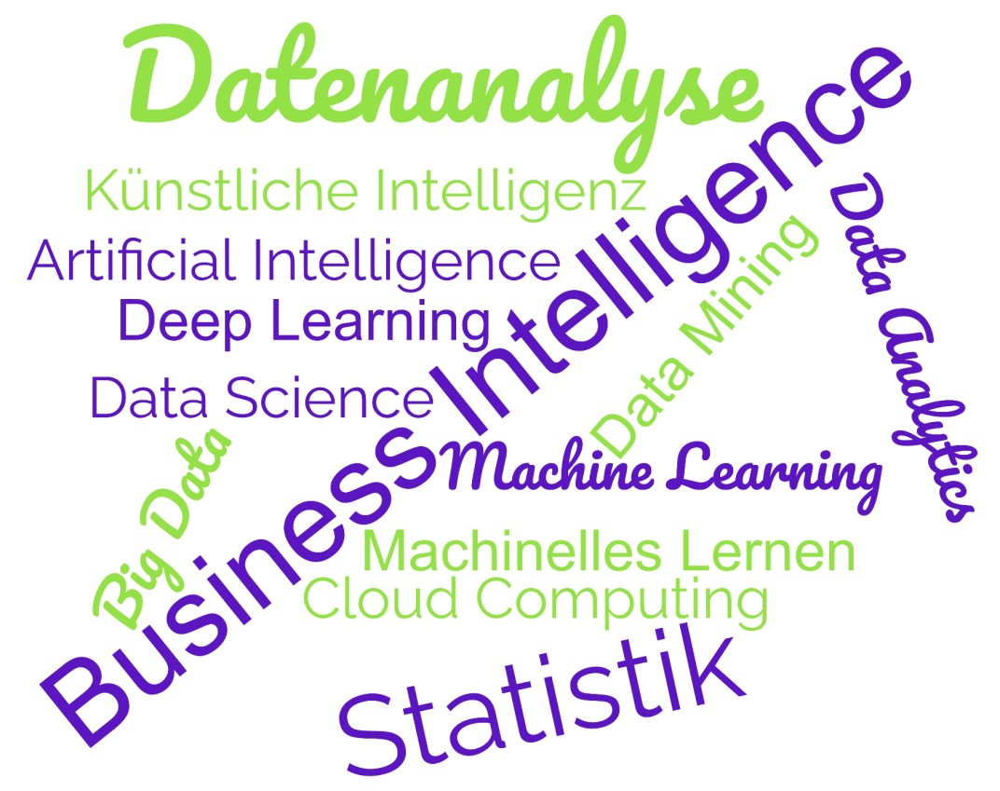 Datenanalyse
Künstliche Intelligenz
Artificial Intelligence
Deep Learning
Data Science
Business Intelligence
Data Mining
Data Analytics
Big Data
Machine Learning
Machinelles Lernen
Cloud Computing
Statistik